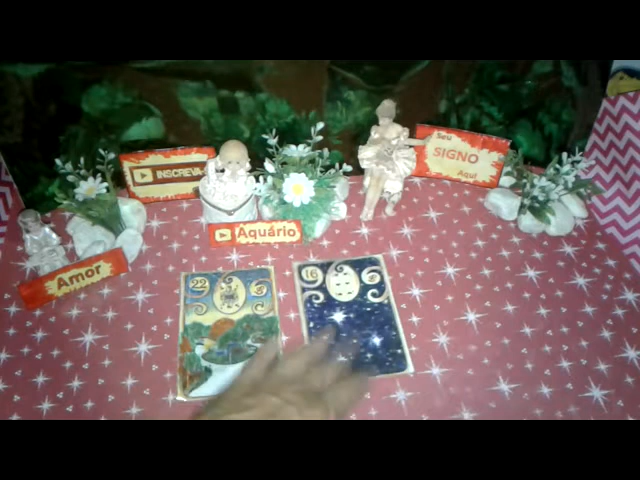 INSCREVA-
Seu
SIGNO
Aqui
Aquário
Amor
22
16